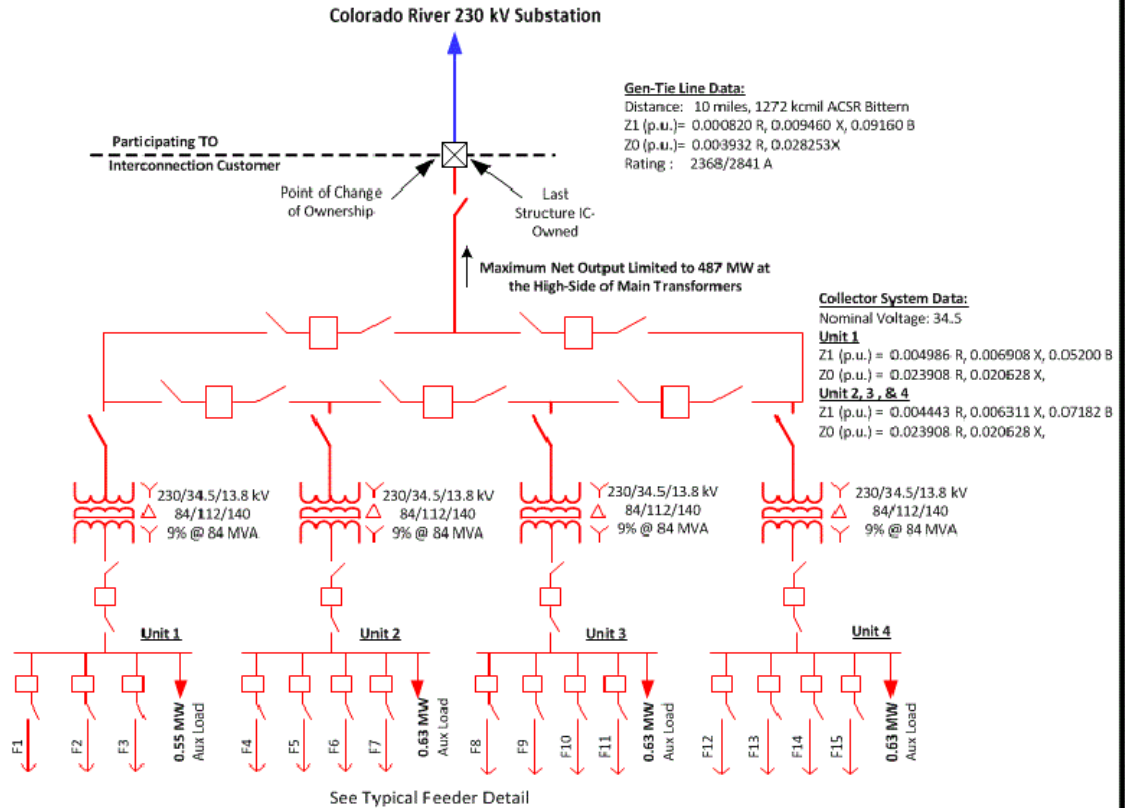 Colorado River 230 kV Substation
Gen-Tie Line Data:
Distance: 10 miles, 1272 kcmil ACSR Bittern
Z1 (p.u.)= 0.000820 R, 0.009460 X, 0.09160 B
Z0 (p.u.)= 0.003932 R, 0.028253X
Rating : 2368/2841 A
Participating TO
Interconnection Customer
Point of Change
of Ownership
Last
Structure IC-
Owned
Maximum Net Output Limited to 487 MW at
the High-Side of Main Transformers
Collector System Data:
Nominal Voltage: 34.5
Unit 1
Z1 (p.u.) = 0.004986 R, 0.006908 X, 0.05200 B
Z0 (p.u.) = 0.023908 R, 0.020628 X,
Unit 2, 3 , & 4
Z1 (p.u.) = 0.004443 R, 0.006311 X, 0.07182 B
Z0 (p.u.) = 0.023908 R, 0.020628 X,
230/34.5/13.8 kV
84/112/140
9% @ 84 MVA
230/34.5/13.8 kV
84/112/140
9% @ 84 MVA
230/34.5/13.8 kV
84/112/140
9% @ 84 MVA
230/34.5/13.8 kV
84/112/140
9% @ 84 MVA
Unit 1
Unit 2
Unit 3
Unit 4
F1
F2
F3
0.55 MW
Aux Load
F4
F5
F6
F7
0.63 MW
Aux Load
F8
F9
F10
F11
0.63 MW
Aux Load
F12
F13
F14
F15
0.63 MW
Aux Load
See Typical Feeder Detail